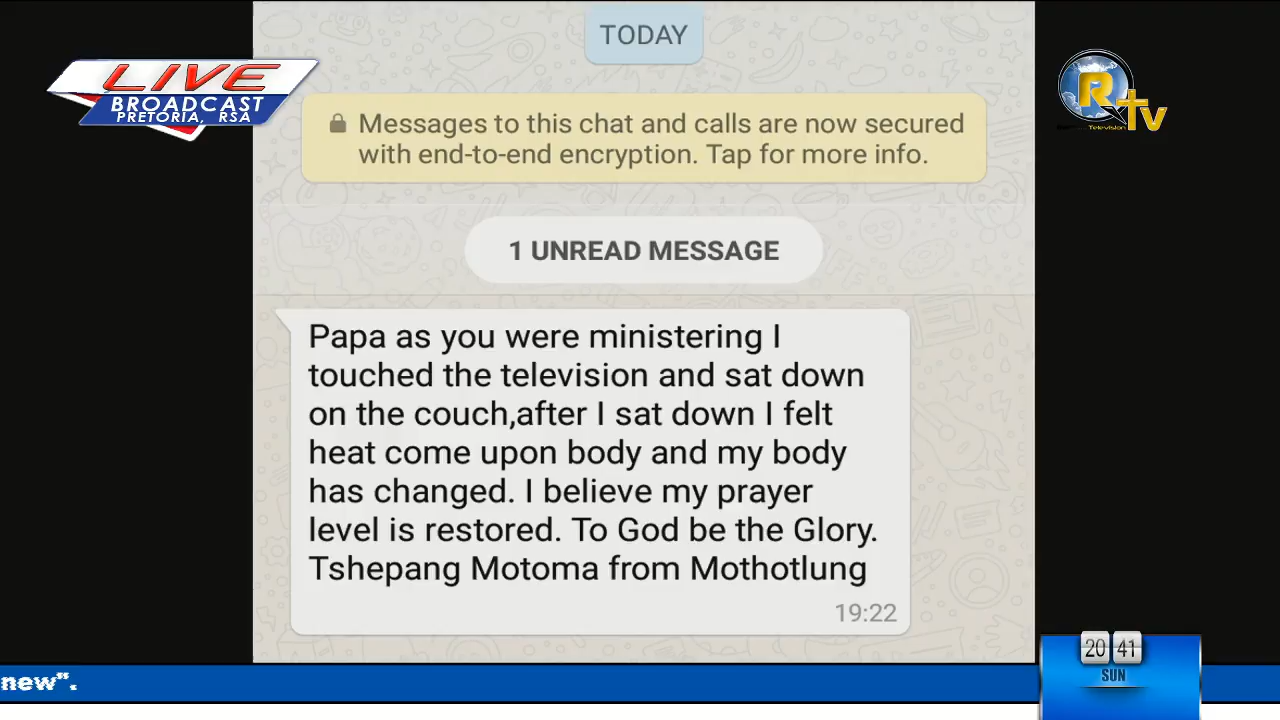 TODAY
LIVE
BROADCAST
PRETORIA, RSA
R tv
Television
Messages to this chat and calls are now secured
with end-to-end encryption. Tap for more info.
1 UNREAD MESSAGE
Papa as you were ministering I
touched the television and sat down
on the couch,after I sat down I felt
heat come upon body and my body
has changed. I believe my prayer
level is restored. To God be the Glory.
Tshepang Motoma from Mothotlung
19:22
20 41
SUN
new".